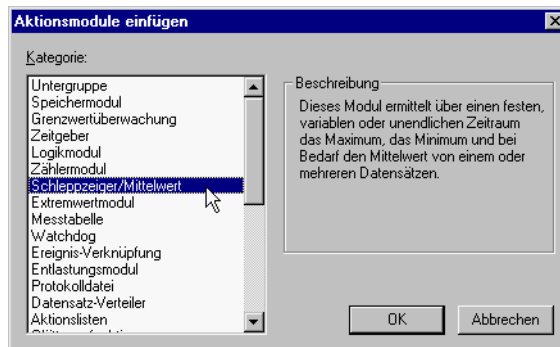 Aktionsmodule einfügen
Kategorie:
Untergruppe
Speichermodul
Grenzwertüberwachung
Zeitgeber
Logikmodul
Zählermodul
Schleppzeiger/Mittelwert
Extremwertmodul
Messtabelle
Watchdog
Ereignis-Verknüpfung
Entlastungsmodul
Protokolldatei
Datensatz-Verteiler
Aktionslisten
Beschreibung
Dieses Modul ermittelt über einen festen,
variablen oder unendlichen Zeitraum
das Maximum, das Minimum und bei
Bedarf den Mittelwert von einem oder
mehreren Datensätzen.
OK
Abbrechen